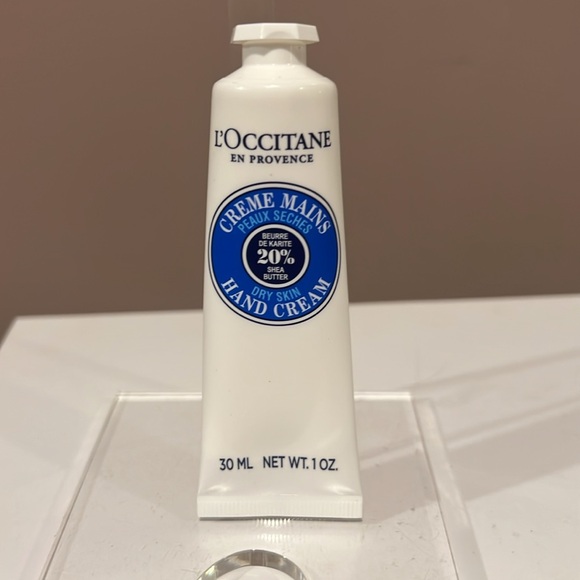 L'OCCITANE
EN PROVENCE
CREME MAINS
PEAUX SECHES
BEURRE
DE KARITE
20%
SHEA
BUTTER
DRY SKIN
HAND CREAM
30 ML NET WT. 1 OZ.